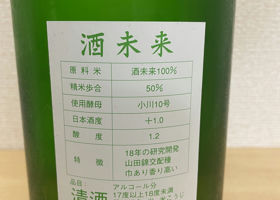 酒未来
原料米 酒未来100%
精米歩合 50%
使用酵母 小川10号
日本酒度 +1.0
酸度 1.2
特徴 18年の研究開発
山田錦交配種
巾あり香り高い
品目
清酒
アルコール分
17度以上18度未満